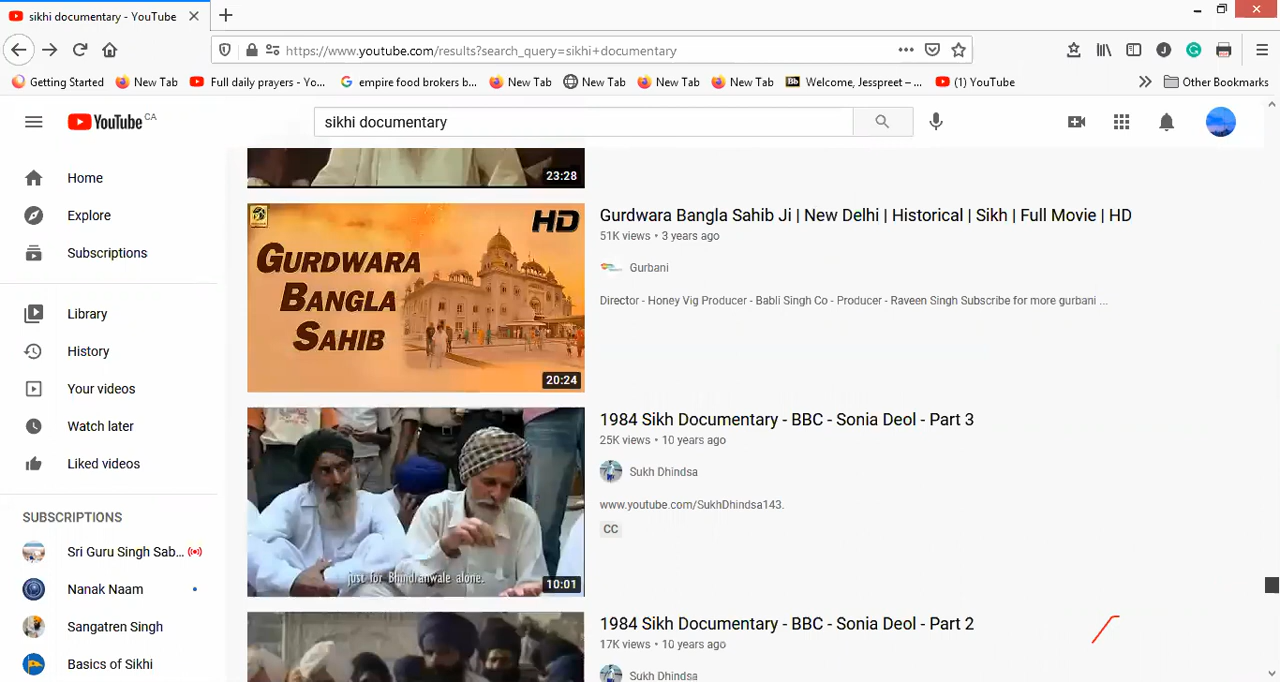 sikhi documentary - YouTube
https://www.youtube.com/results?search_query=sikhi+documentary
Getting Started
New Tab
Full daily prayers - Yo...
empire food brokers b...
New Tab
New Tab
New Tab
New Tab
Bb
Welcome, Jesspreet – ...
(1) YouTube
Other Bookmarks
YouTube CA
sikhi documentary
Home
Explore
Subscriptions
Library
History
Your videos
Watch later
Liked videos
SUBSCRIPTIONS
Sri Guru Singh Sab...
Nanak Naam
Sangatren Singh
Basics of Sikhi
23:28
HD
GURDWARA
BANGLA
SAHIB
20:24
Gurdwara Bangla Sahib Ji | New Delhi | Historical | Sikh | Full Movie | HD
51K views • 3 years ago
Gurbani
Director - Honey Vig Producer - Babli Singh Co - Producer - Raveen Singh Subscribe for more gurbani ...
just for Bhindranwale alone.
10:01
1984 Sikh Documentary - BBC - Sonia Deol - Part 3
25K views • 10 years ago
Sukh Dhindsa
www.youtube.com/SukhDhindsa143.
CC
1984 Sikh Documentary - BBC - Sonia Deol - Part 2
17K views • 10 years ago
Sukh Dhindsa